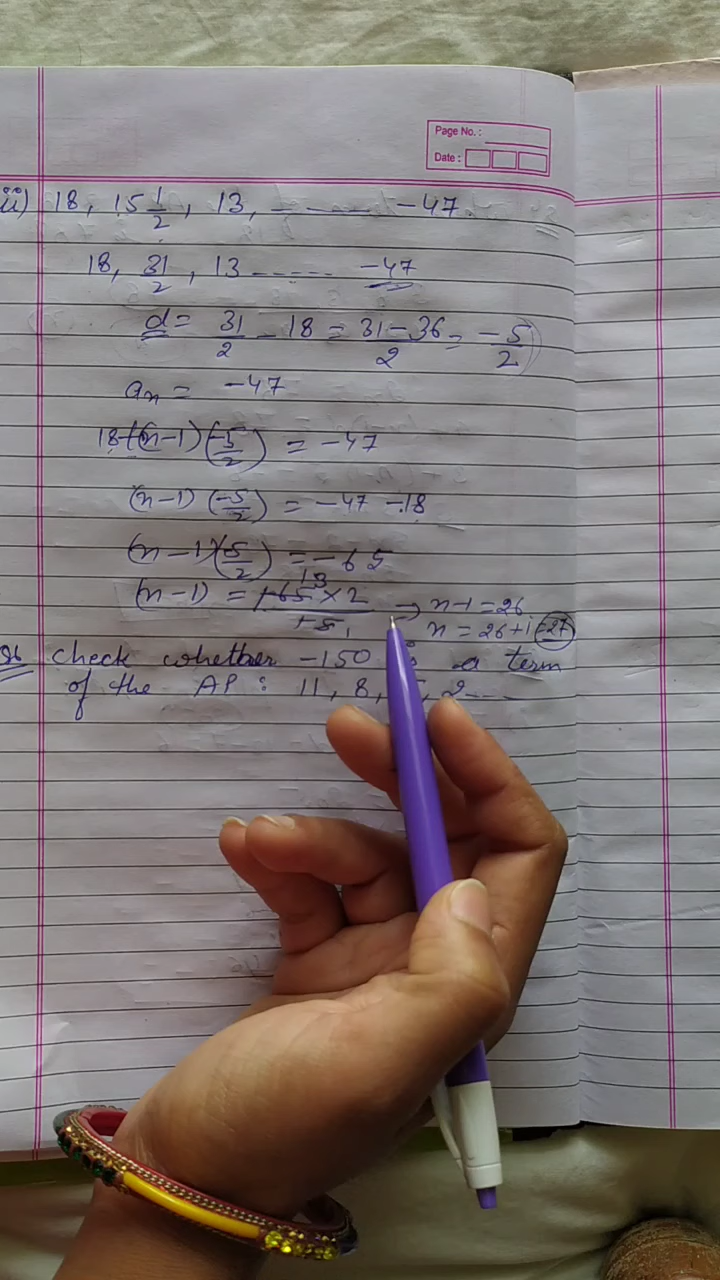 Page No. :
Date :
ii) 18, 15 1/2, 13, ------ -47
18, 31/2, 13 ----- -47
d = 31/2 - 18 = 31-36/2 = -5/2
an = -47
18+(n-1)(-5/2) = -47
(n-1)(-5/2) = -47 -18
(n-1)(5/2) = -65
(n-1) = +65 13 × 2/+5 1 → n-1 = 26
n = 26+1 = 27
Check whether -150 a term
of the AP : 11, 8, , 2 ---